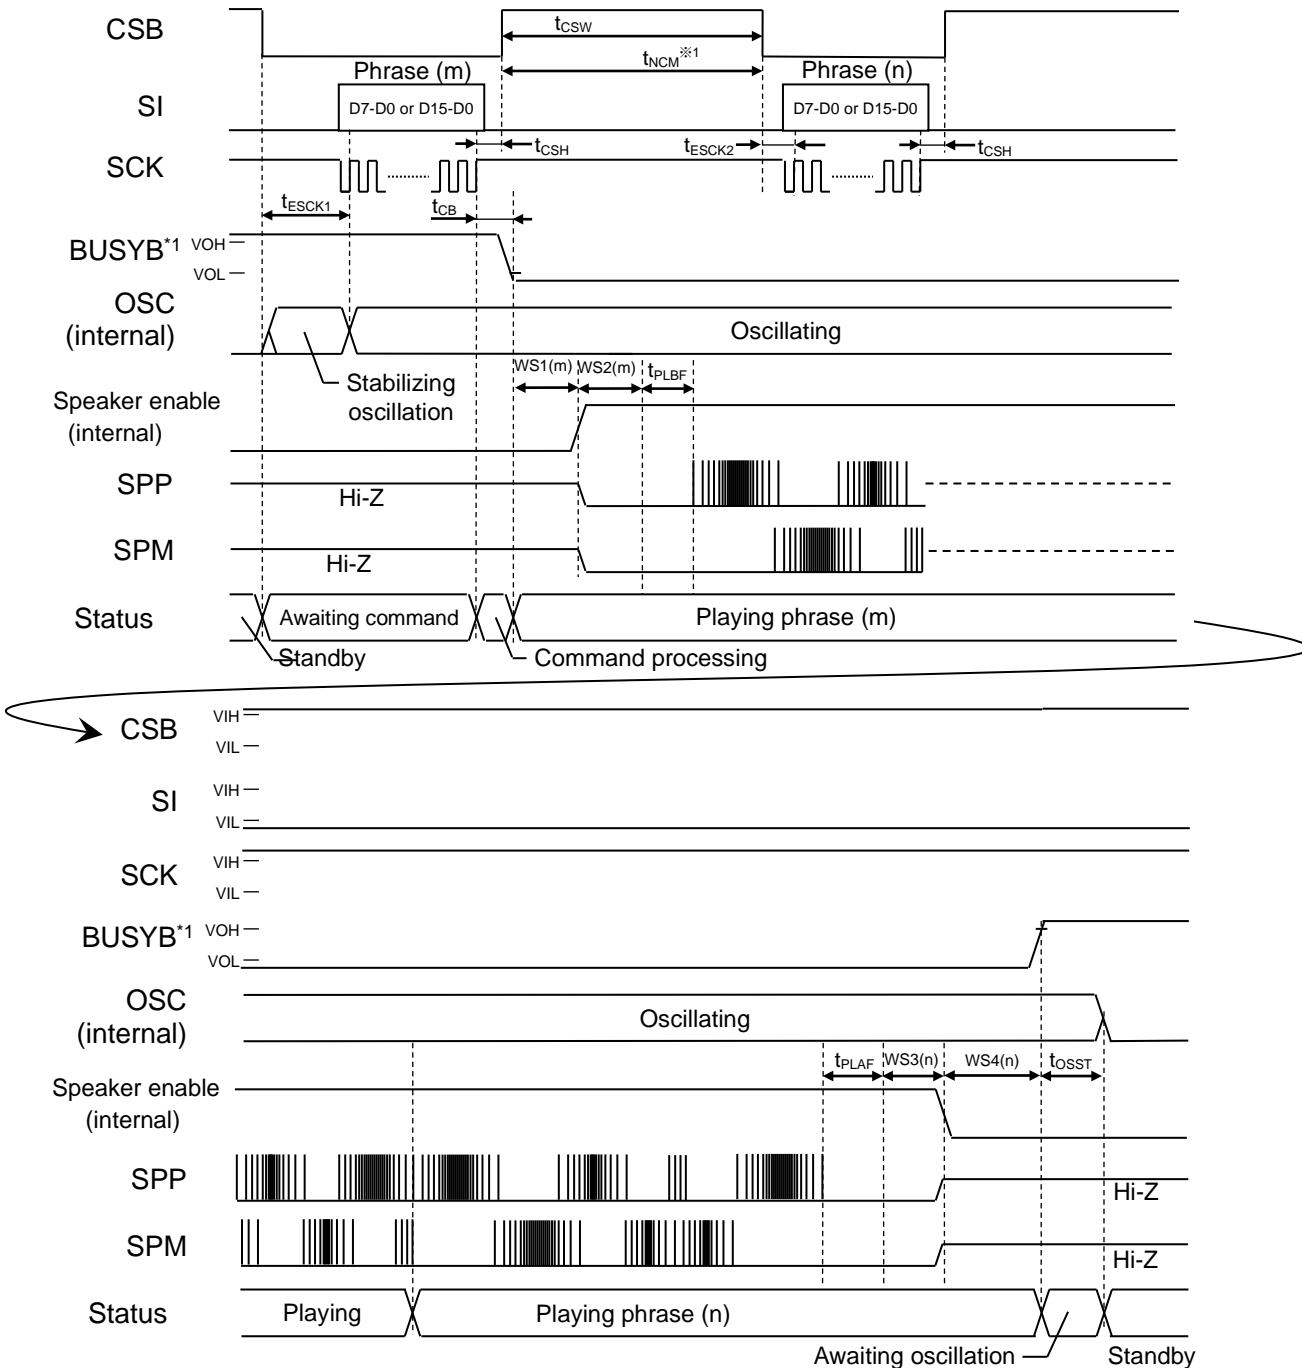 CSB
tCSW
tNCM※1
Phrase (m)
Phrase (n)
SI
D7-D0 or D15-D0
D7-D0 or D15-D0
tCSH
tESCK2
tCSH
SCK
tESCK1
tCB
BUSYB*1
VOH
VOL
OSC
(internal)
Oscillating
Stabilizing
oscillation
WS1(m)
WS2(m)
tPLBF
Speaker enable
(internal)
SPP
Hi-Z
SPM
Hi-Z
Status
Awaiting command
Playing phrase (m)
Standby
Command processing
CSB
VIH
VIL
SI
VIH
VIL
SCK
VIH
VIL
BUSYB*1
VOH
VOL
OSC
(internal)
Oscillating
tPLAF
WS3(n)
WS4(n)
tOSST
Speaker enable
(internal)
SPP
Hi-Z
SPM
Hi-Z
Status
Playing
Playing phrase (n)
Awaiting oscillation
Standby